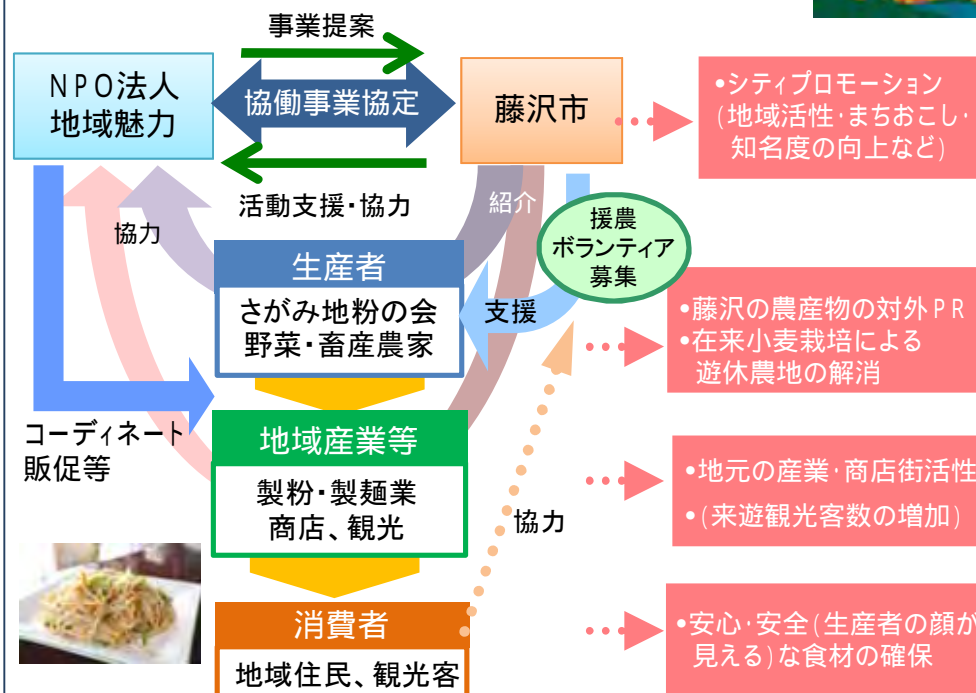 事業提案
NPO法人
地域魅力
協働事業協定
藤沢市
•シティプロモーション
(地域活性･まちおこし･
知名度の向上など)
活動支援・協力
紹介
協力
援農
ボランティア
募集
生産者
さがみ地粉の会
野菜・畜産農家
支援
•藤沢の農産物の対外PR
•在来小麦栽培による
遊休農地の解消
コーディネート
販促等
地域産業等
製粉・製麺業
商店、観光
協力
•地元の産業･商店街活性
•(来遊観光客数の増加)
消費者
地域住民、観光客
•安心･安全(生産者の顔が
見える)な食材の確保